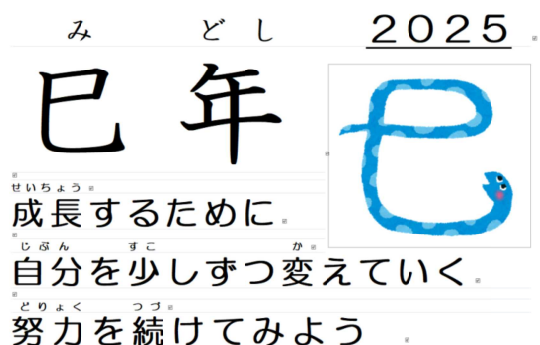 みどし 2025
巳年
せいちょう
成長するために
じぶん すこ か
自分を少しずつ変えていく
どりょく つづ
努力を続けてみよう